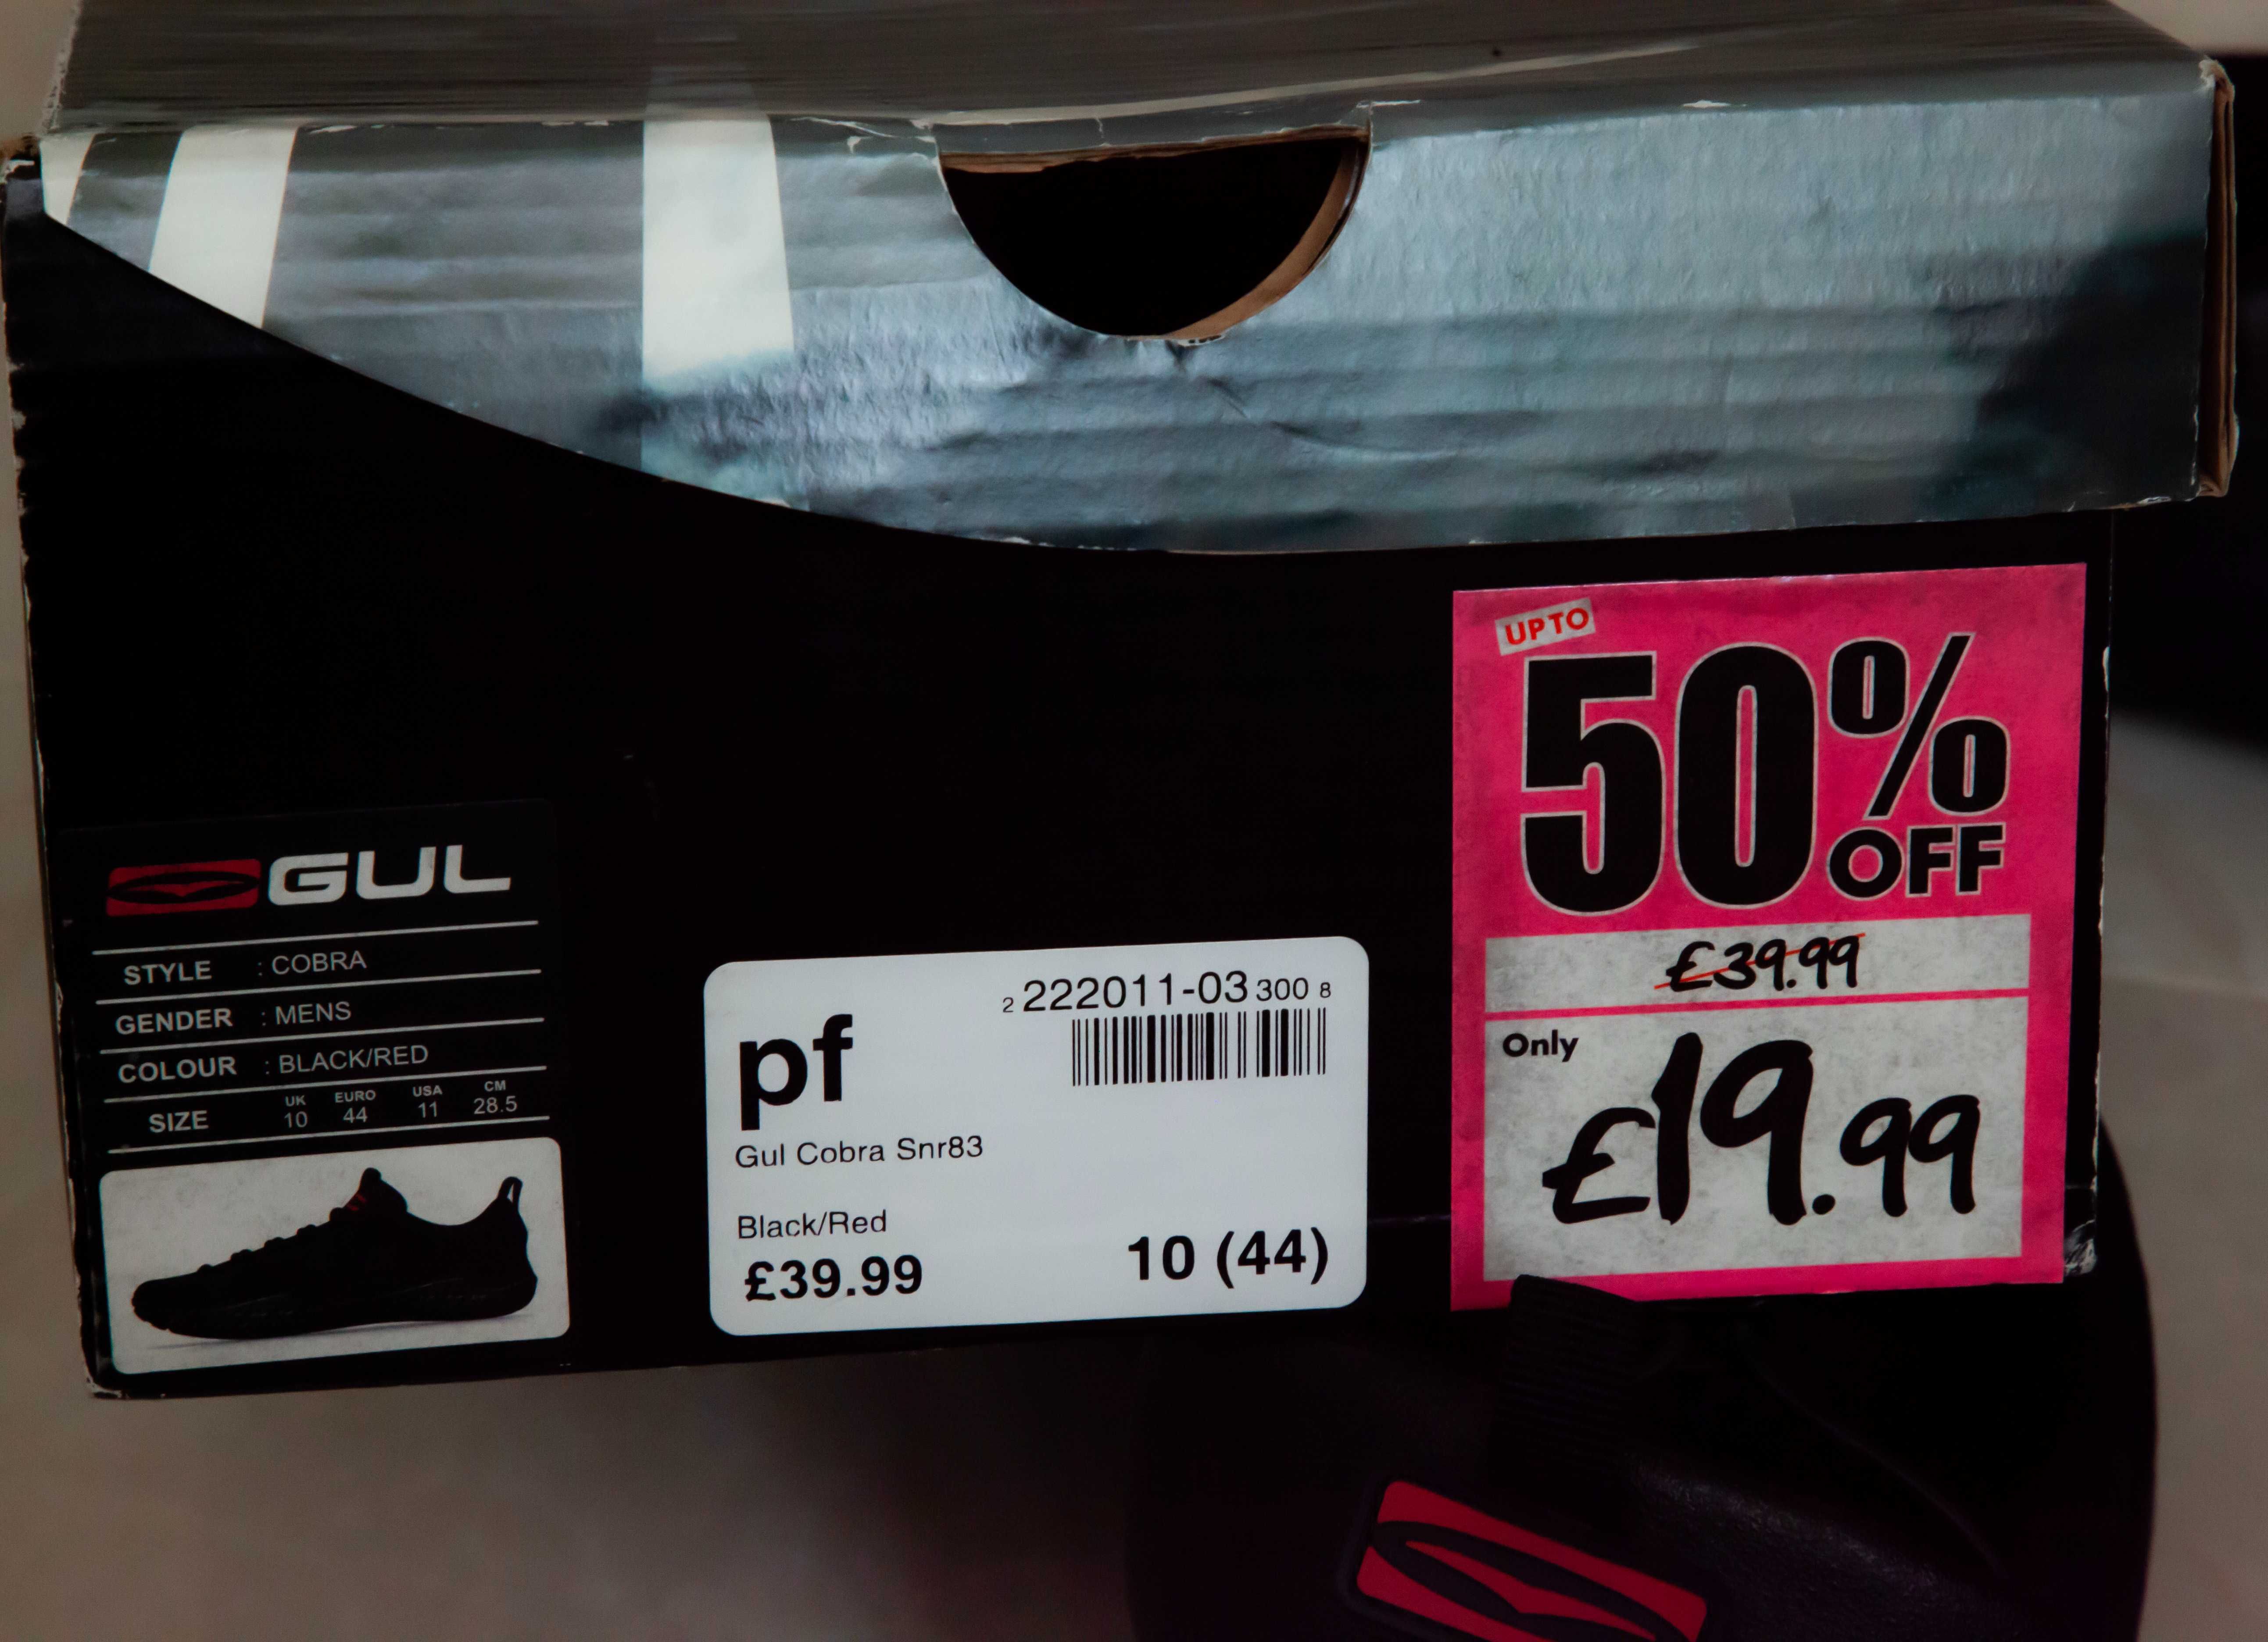 GUL
STYLE : COBRA
GENDER : MENS
COLOUR : BLACK/RED
SIZE UK 10 EURO 44 USA 11 CM 28.5
2 222011-03 300 8
pf
Gul Cobra Snr83
Black/Red
£39.99 10 (44)
UP TO
50%
OFF
£39.99
Only
£19.99